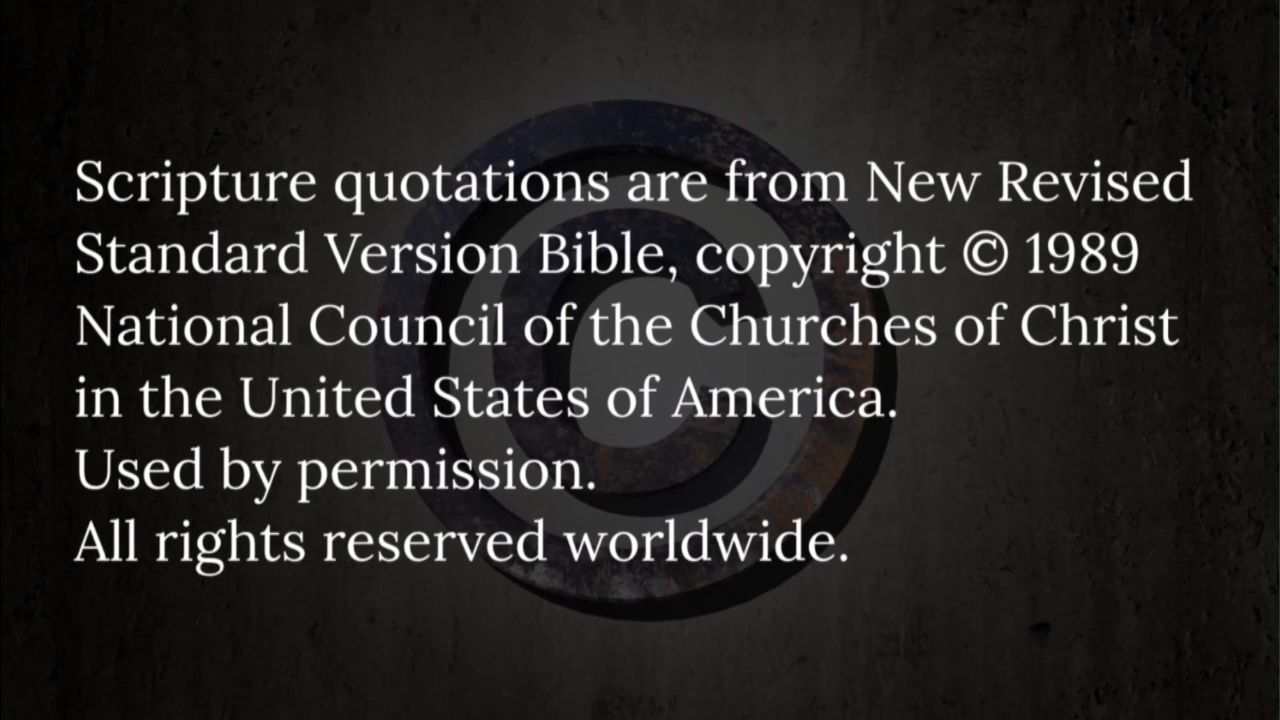 Scripture quotations are from New Revised
Standard Version Bible, copyright © 1989
National Council of the Churches of Christ
in the United States of America.
Used by permission.
All rights reserved worldwide.